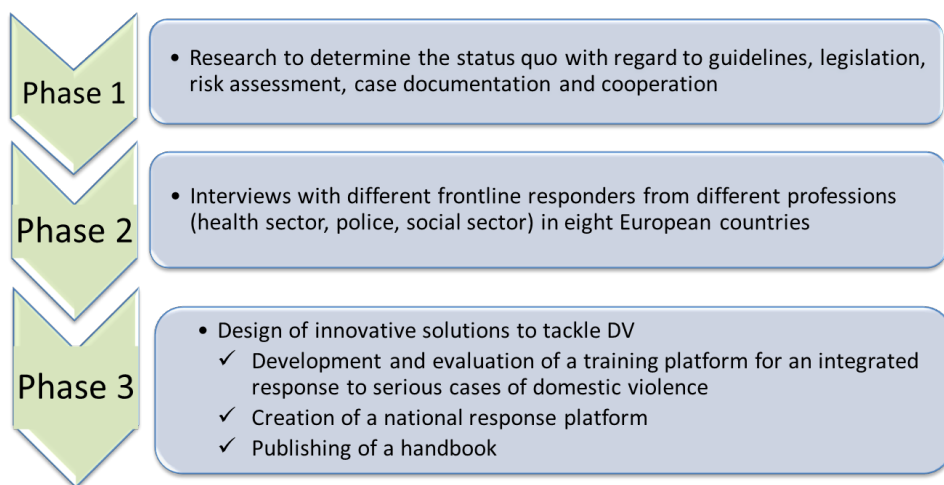 Phase 1
• Research to determine the status quo with regard to guidelines, legislation,
risk assessment, case documentation and cooperation
Phase 2
• Interviews with different frontline responders from different professions
(health sector, police, social sector) in eight European countries
Phase 3
• Design of innovative solutions to tackle DV
✓ Development and evaluation of a training platform for an integrated
response to serious cases of domestic violence
✓ Creation of a national response platform
✓ Publishing of a handbook